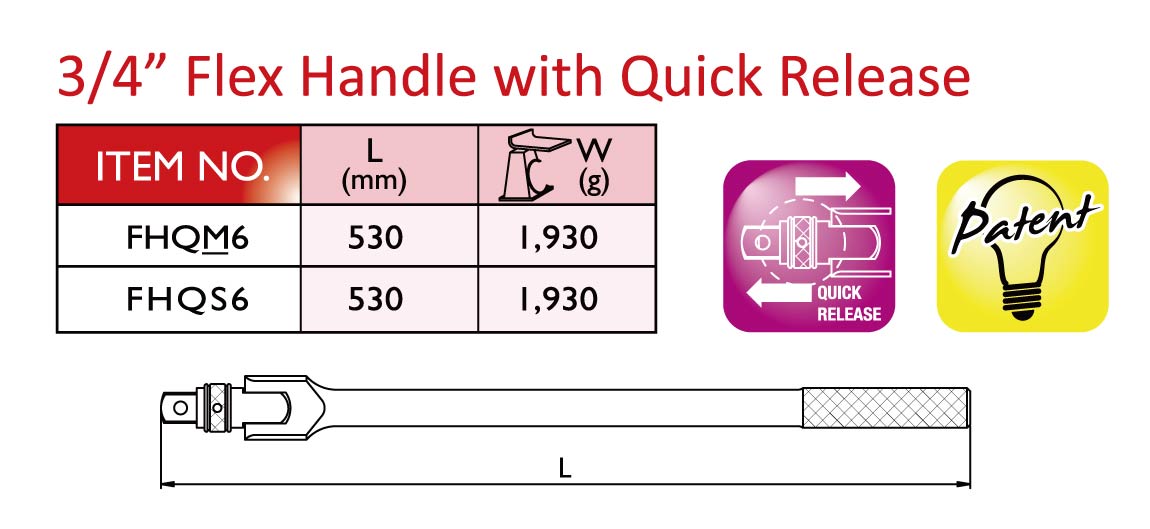 3/4” Flex Handle with Quick Release
ITEM NO. L (mm) W (g)
FHQM6 530 1,930
FHQS6 530 1,930
QUICK
RELEASE
Patent
L